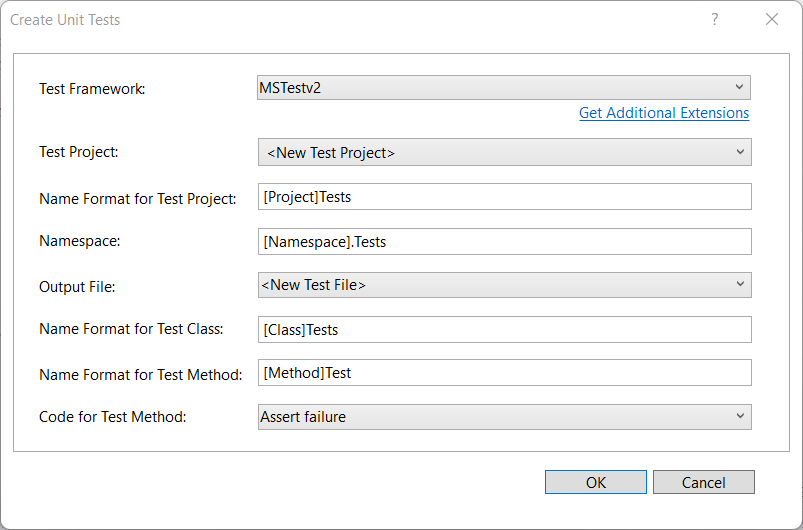 Create Unit Tests ?
Test Framework: MSTestv2
Get Additional Extensions
Test Project: <New Test Project>
Name Format for Test Project: [Project]Tests
Namespace: [Namespace].Tests
Output File: <New Test File>
Name Format for Test Class: [Class]Tests
Name Format for Test Method: [Method]Test
Code for Test Method: Assert failure
OK Cancel